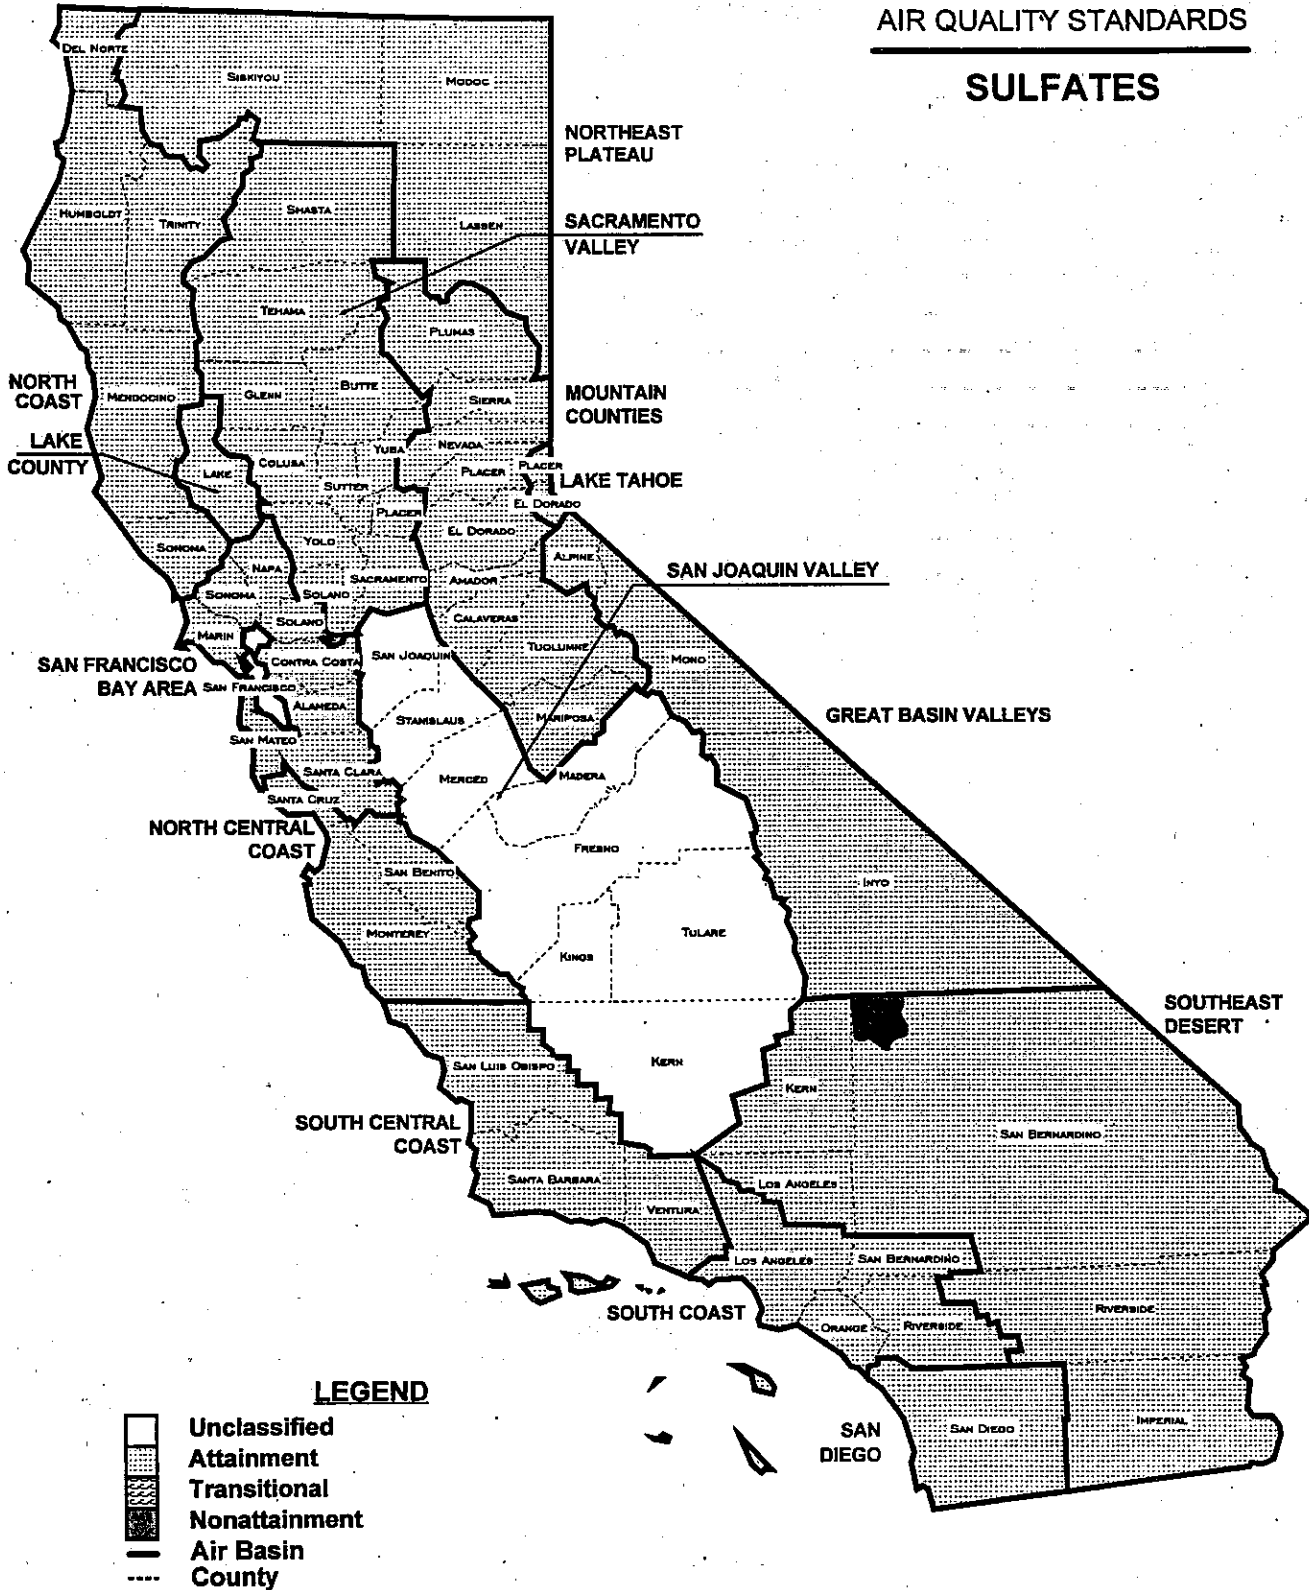 AIR QUALITY STANDARDS
SULFATES
DEL NORTE
SISKIYOU
MODOC
NORTHEAST
PLATEAU
HUMBOLDT
TRINITY
SHASTA
LASSEN
SACRAMENTO
VALLEY
TEHAMA
PLUMAS
NORTH
COAST
MENDOCINO
GLENN
BUTTE
SIERRA
MOUNTAIN
COUNTIES
LAKE
COUNTY
LAKE
COLUSA
YUBA
NEVADA
PLACER
PLACER
LAKE TAHOE
SUTTER
PLACER
EL DORADO
EL DORADO
SONOMA
YOLO
ALPINE
NAPA
SACRAMENTO
AMADOR
SAN JOAQUIN VALLEY
SONOMA
SOLANO
SOLANO
CALAVERAS
MARIN
TUOLUMNE
CONTRA COSTA
SAN JOAQUIN
MONO
SAN FRANCISCO
BAY AREA
SAN FRANCISCO
ALAMEDA
STANISLAUS
MARIPOSA
GREAT BASIN VALLEYS
SAN MATEO
SANTA CLARA
MERCED
MADERA
SANTA CRUZ
NORTH CENTRAL
COAST
FRESNO
SAN BENITO
INYO
MONTEREY
TULARE
KINGS
SOUTHEAST
DESERT
SAN LUIS OBISPO
KERN
KERN
SOUTH CENTRAL
COAST
SAN BERNARDINO
SANTA BARBARA
LOS ANGELES
VENTURA
LOS ANGELES
SAN BERNARDINO
SOUTH COAST
ORANGE
RIVERSIDE
RIVERSIDE
SAN
DIEGO
SAN DIEGO
IMPERIAL
LEGEND
Unclassified
Attainment
Transitional
Nonattainment
Air Basin
County